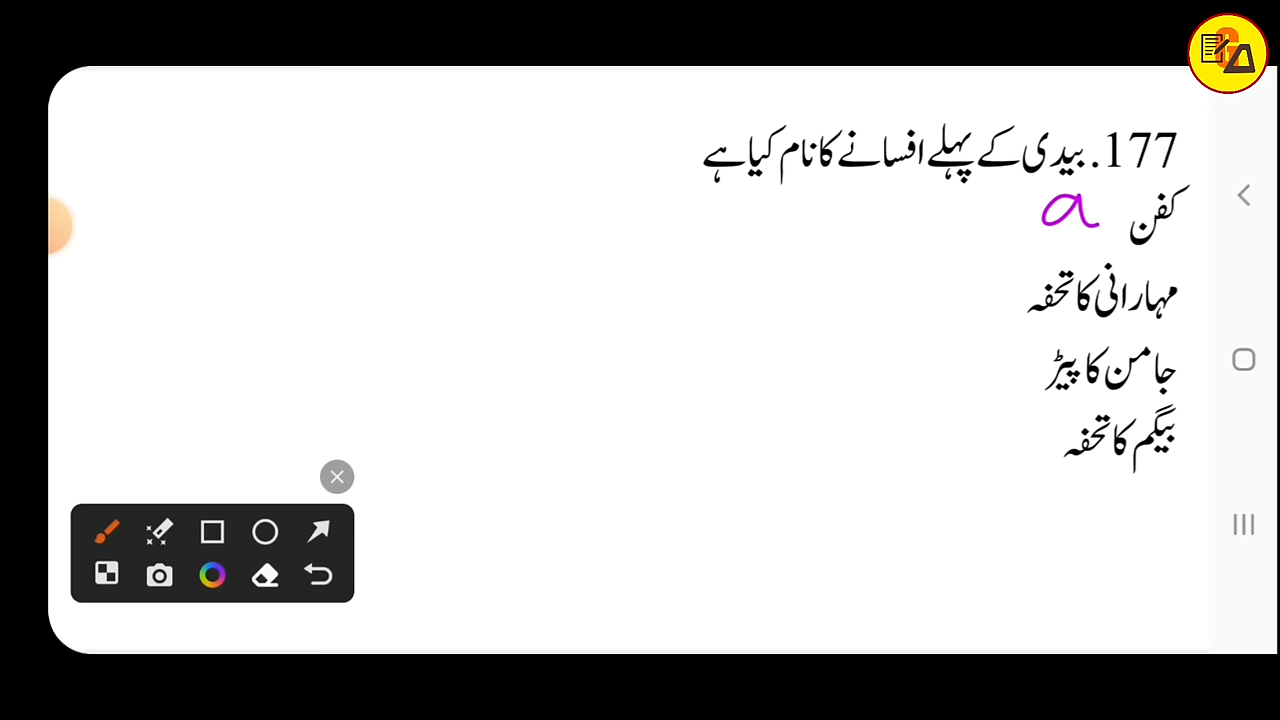 177. بیدی کے پہلے افسانے کا نام کیا ہے
کفن a
مہارانی کا تحفہ
جامن کا پیڑ
بیگم کا تحفہ